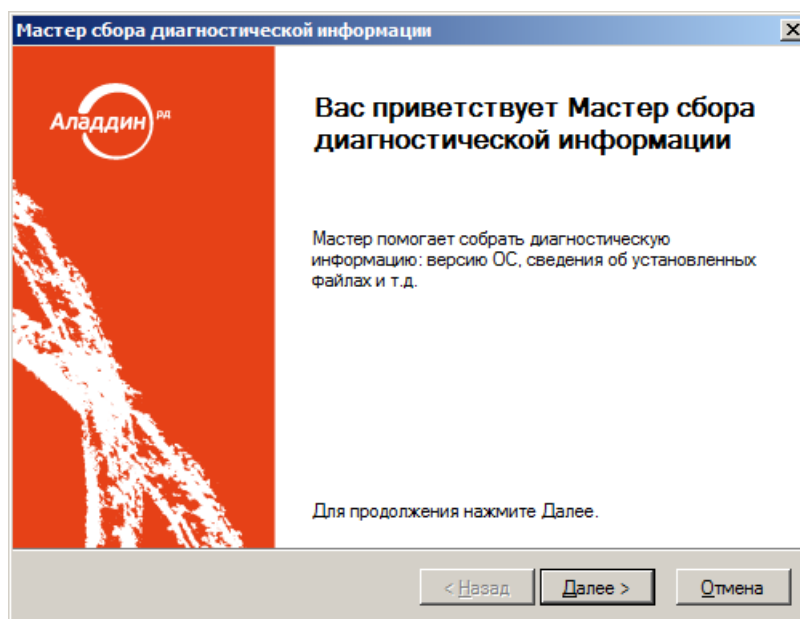 Мастер сбора диагностической информации
Аладдин РД
Вас приветствует Мастер сбора
диагностической информации
Мастер помогает собрать диагностическую
информацию: версию ОС, сведения об установленных
файлах и т.д.
Для продолжения нажмите Далее.
< Назад
Далее >
Отмена